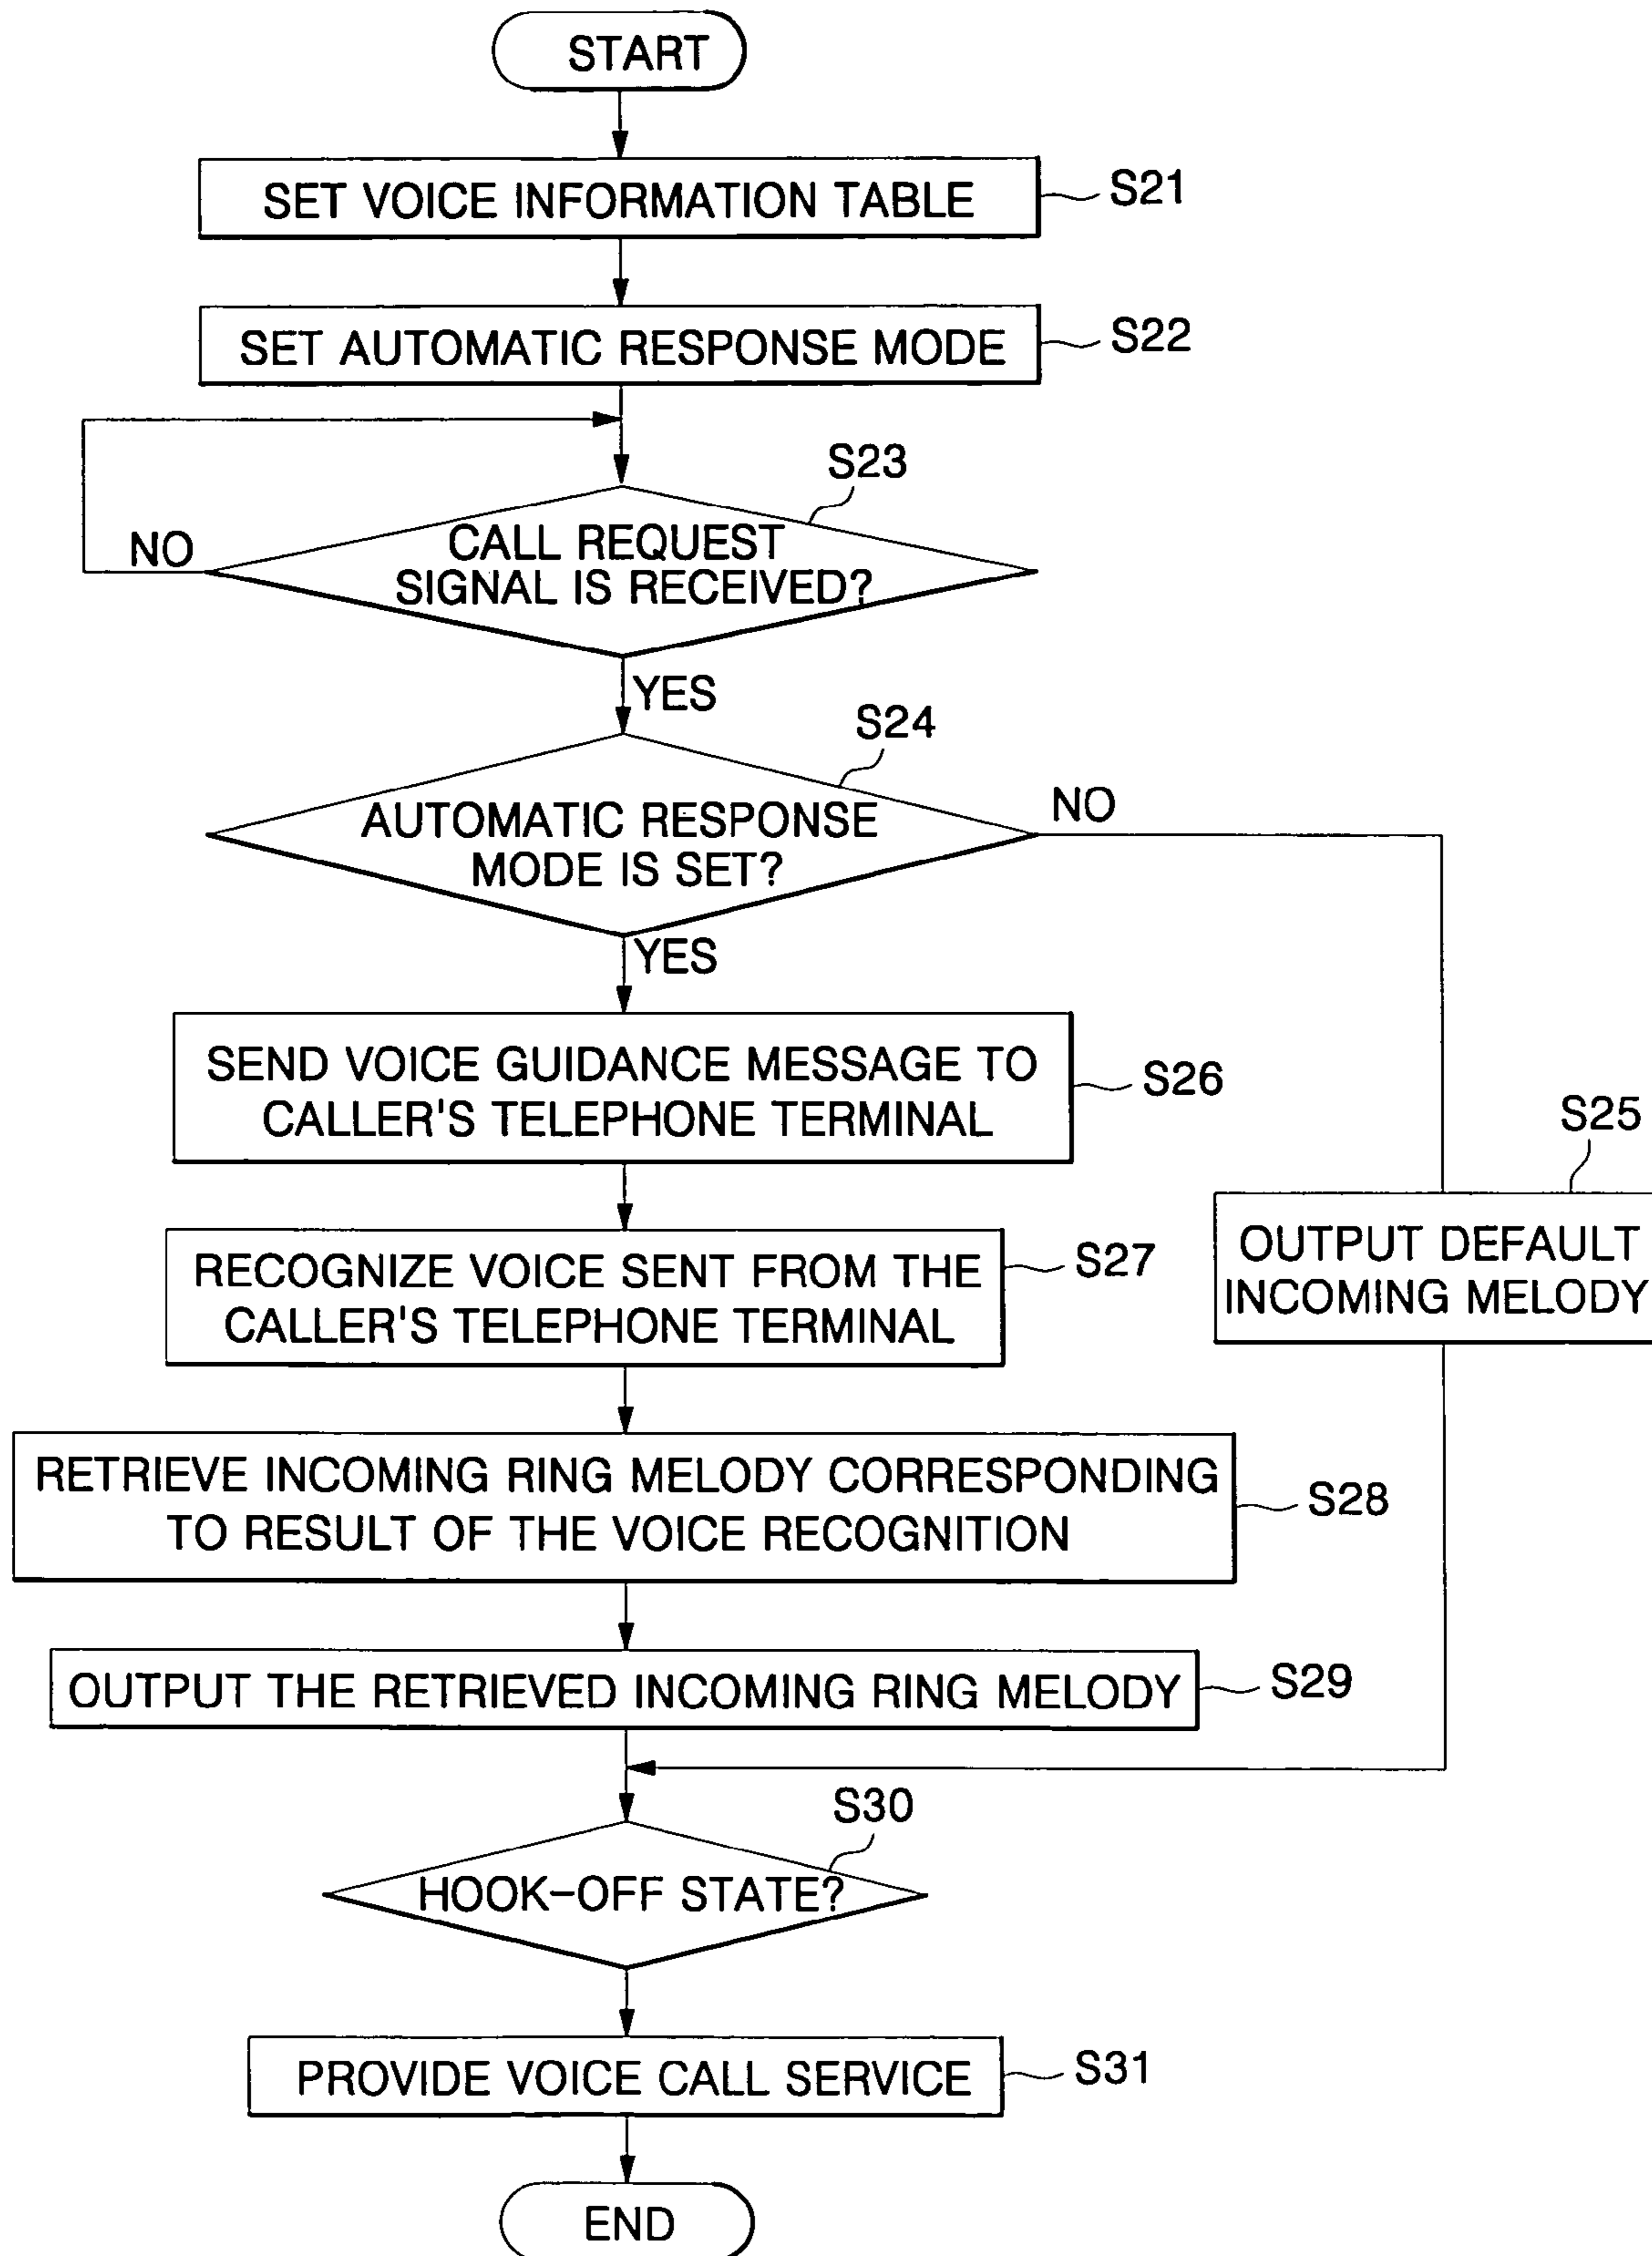 START
SET VOICE INFORMATION TABLE
S21
SET AUTOMATIC RESPONSE MODE
S22
S23
CALL REQUEST
SIGNAL IS RECEIVED?
NO
YES
S24
AUTOMATIC RESPONSE
MODE IS SET?
NO
YES
SEND VOICE GUIDANCE MESSAGE TO
CALLER'S TELEPHONE TERMINAL
S26
S25
OUTPUT DEFAULT
INCOMING MELODY
RECOGNIZE VOICE SENT FROM THE
CALLER'S TELEPHONE TERMINAL
S27
RETRIEVE INCOMING RING MELODY CORRESPONDING
TO RESULT OF THE VOICE RECOGNITION
S28
OUTPUT THE RETRIEVED INCOMING RING MELODY
S29
S30
HOOK-OFF STATE?
PROVIDE VOICE CALL SERVICE
S31
END